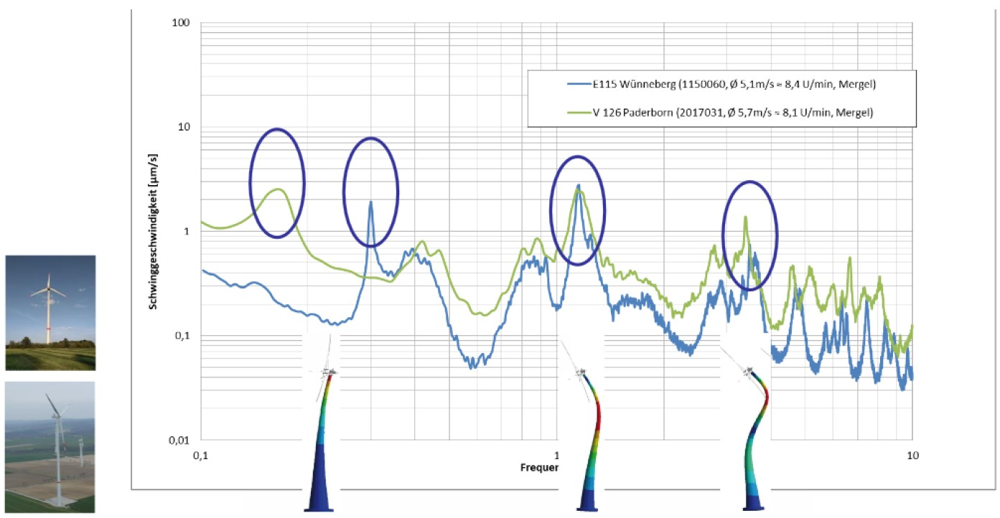 100
E115 Wünneberg (1150060, Ø 5,1m/s ≈ 8,4 U/min, Mergel)
V 126 Paderborn (2017031, Ø 5,7m/s ≈ 8,1 U/min, Mergel)
10
Schwinggeschwindigkeit [µm/s]
1
0,1
0,01
0,1
1
10
Frequer